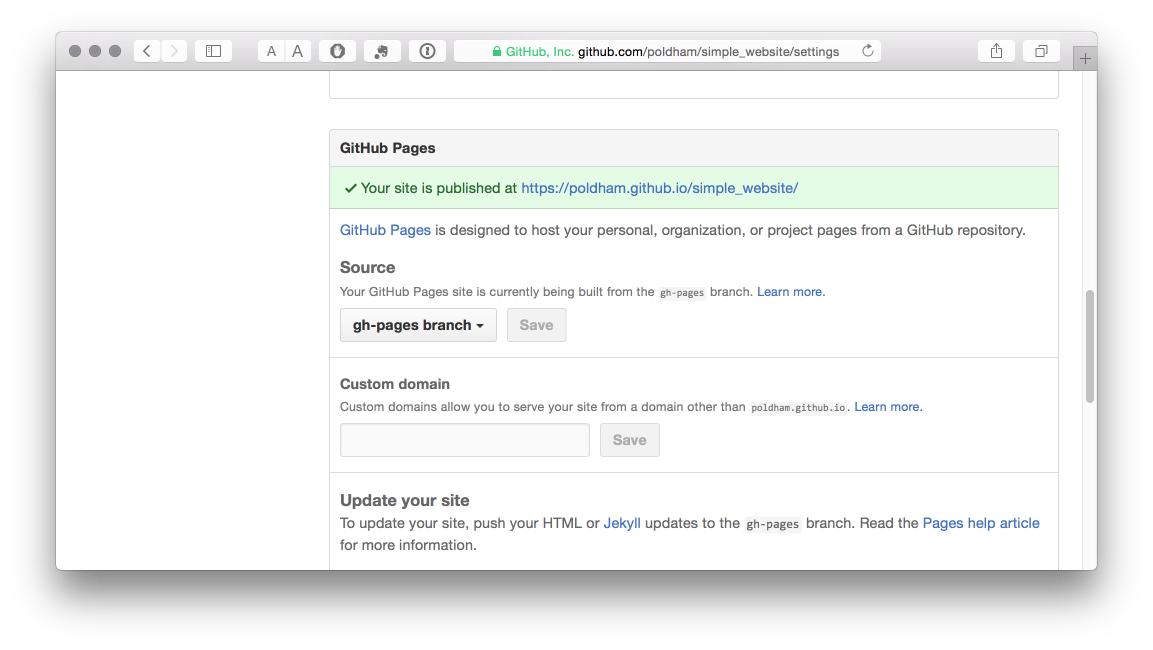 A A GitHub, Inc. github.com/poldham/simple_website/settings
GitHub Pages
Your site is published at https://poldham.github.io/simple_website/
GitHub Pages is designed to host your personal, organization, or project pages from a GitHub repository.
Source
Your GitHub Pages site is currently being built from the gh-pages branch. Learn more.
gh-pages branch Save
Custom domain
Custom domains allow you to serve your site from a domain other than poldham.github.io. Learn more.
Save
Update your site
To update your site, push your HTML or Jekyll updates to the gh-pages branch. Read the Pages help article
for more information.